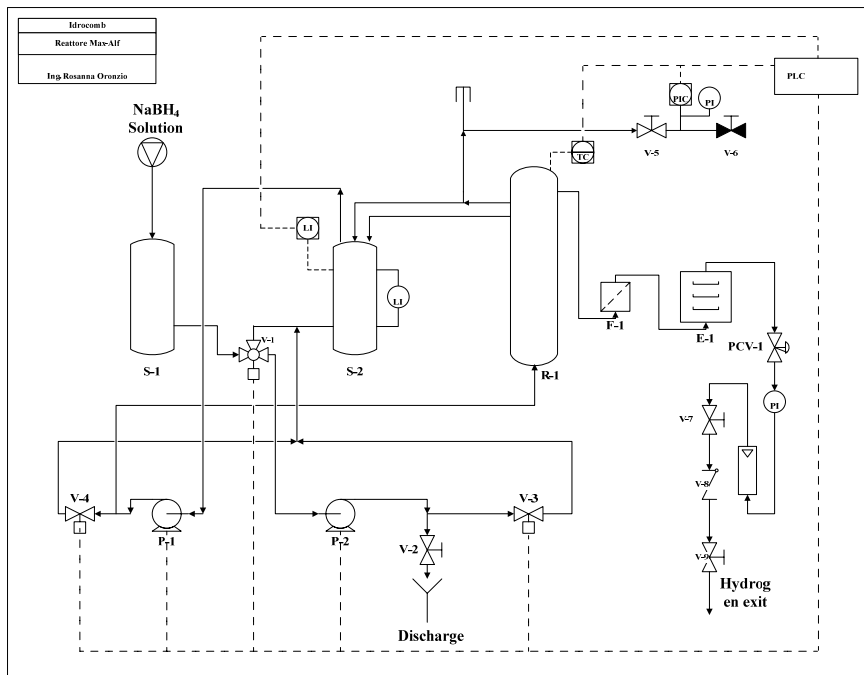 Idrocomb
Reattore Max-Alf
Ing. Rosanna Oronzio
PLC
PIC
PI
V-5
V-6
TC
NaBH4
Solution
LI
LI
V-1
S-1
S-2
R-1
F-1
E-1
PCV-1
PI
V-7
V-8
V-9
V-4
P-1
P-2
V-3
V-2
Discharge
Hydrog
en exit